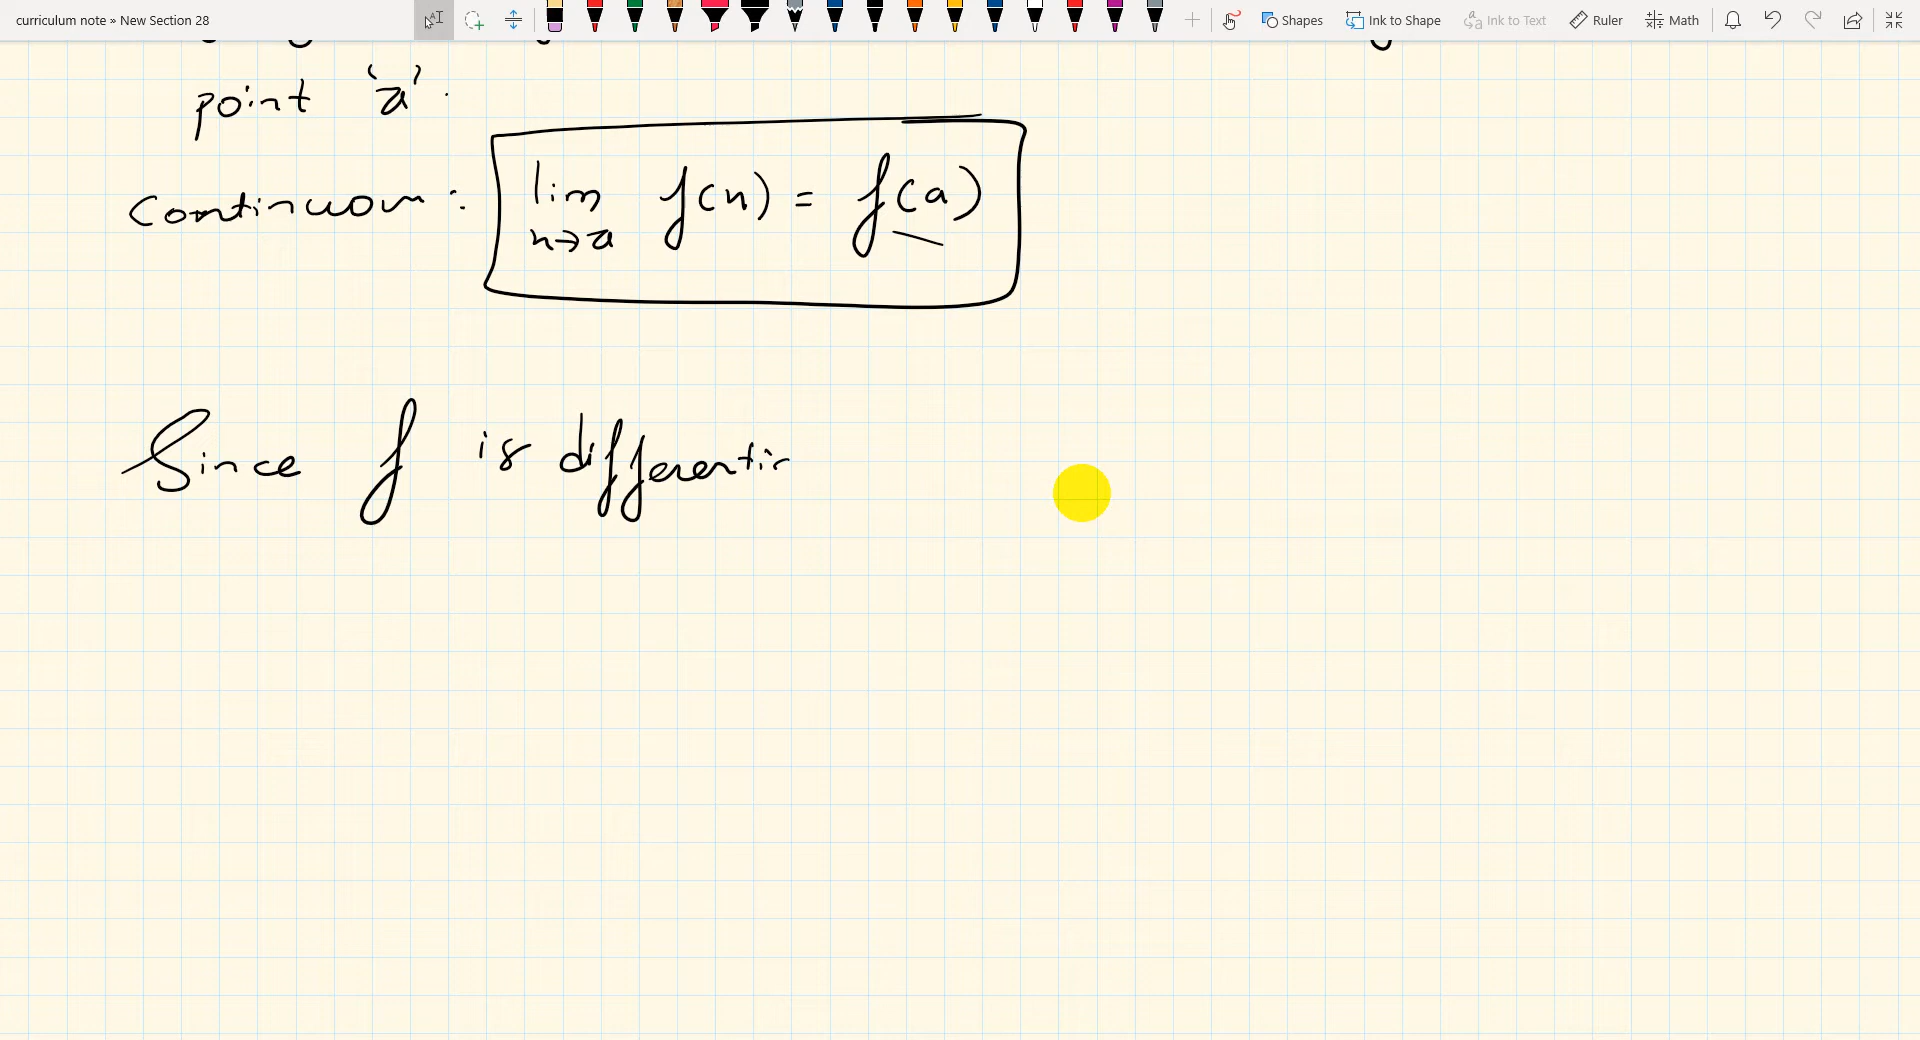 curriculum note » New Section 28
Shapes Ink to Shape Ink to Text Ruler Math
point 'a'.
continuous: lim f(x) = f(a)
x→a
Since f is differentia